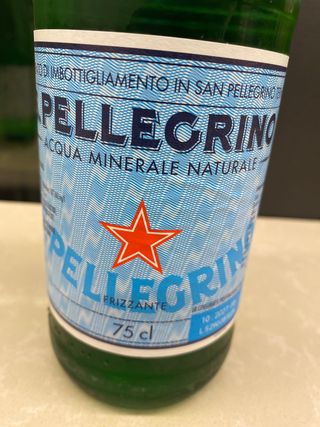 DI IMBOTTIGLIAMENTO IN SAN PELLEGRINO
PELLEGRINO
ACQUA MINERALE NATURALE
PELLEGRINO
FRIZZANTE
75 cl